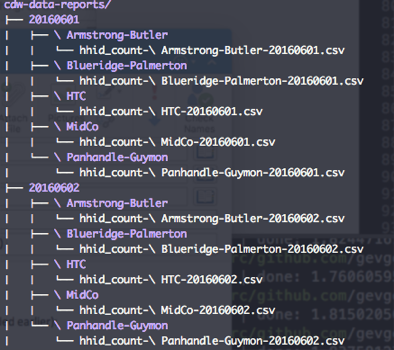 cdw-data-reports/
├── 20160601
│   ├── \ Armstrong-Butler
│   │   └── hhid_count-\ Armstrong-Butler-20160601.csv
│   ├── \ Blueridge-Palmerton
│   │   └── hhid_count-\ Blueridge-Palmerton-20160601.csv
│   ├── \ HTC
│   │   └── hhid_count-\ HTC-20160601.csv
│   ├── \ MidCo
│   │   └── hhid_count-\ MidCo-20160601.csv
│   └── \ Panhandle-Guymon
│       └── hhid_count-\ Panhandle-Guymon-20160601.csv
├── 20160602
│   ├── \ Armstrong-Butler
│   │   └── hhid_count-\ Armstrong-Butler-20160602.csv
│   ├── \ Blueridge-Palmerton
│   │   └── hhid_count-\ Blueridge-Palmerton-20160602.csv
│   ├── \ HTC
│   │   └── hhid_count-\ HTC-20160602.csv
│   ├── \ MidCo
│   │   └── hhid_count-\ MidCo-20160602.csv
│   └── \ Panhandle-Guymon
│       └── hhid_count-\ Panhandle-Guymon-20160602.csv